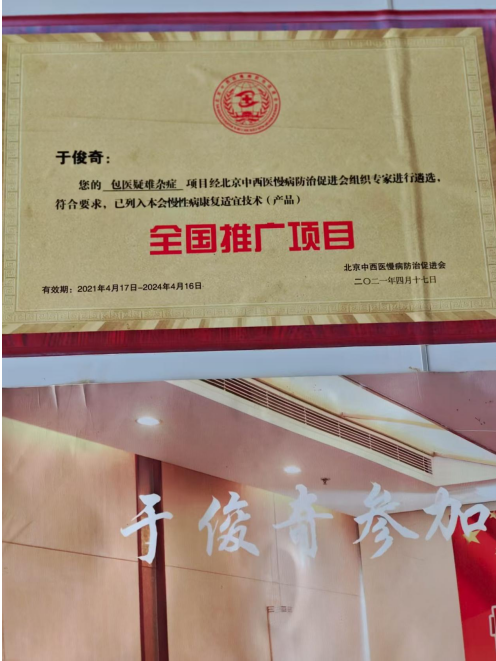 于俊奇：
您的 包医疑难杂症 项目经北京中西医慢病防治促进会组织专家进行遴选，
符合要求，已列入本会慢性病康复适宜技术（产品）
全国推广项目
北京中西医慢病防治促进会
有效期：2021年4月17日-2024年4月16日
二〇二一年四月十七日
于俊奇参加